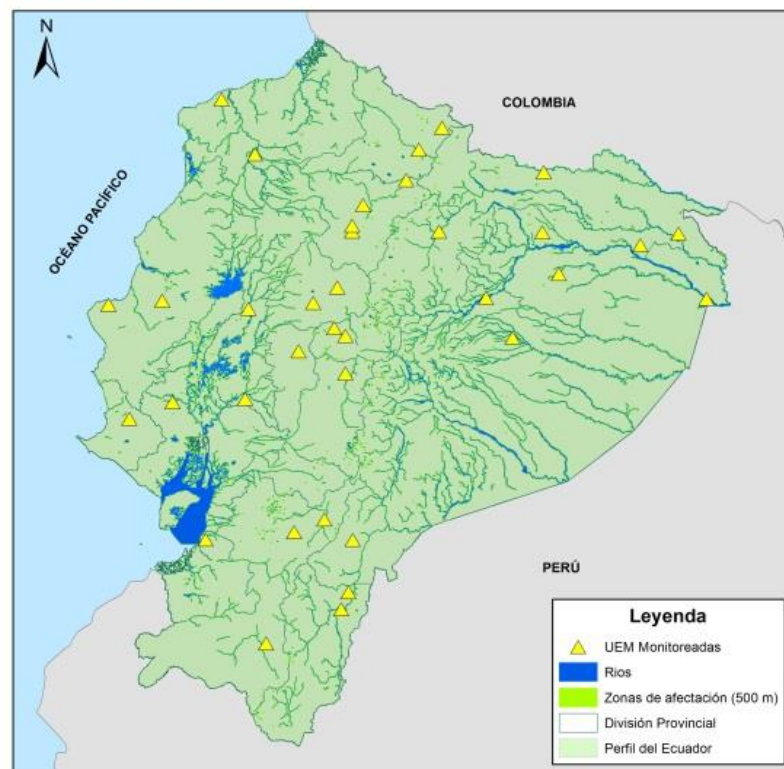 N
COLOMBIA
OCÉANO PACÍFICO
PERÚ
Leyenda
UEM Monitoreadas
Rios
Zonas de afectación (500 m)
División Provincial
Perfil del Ecuador